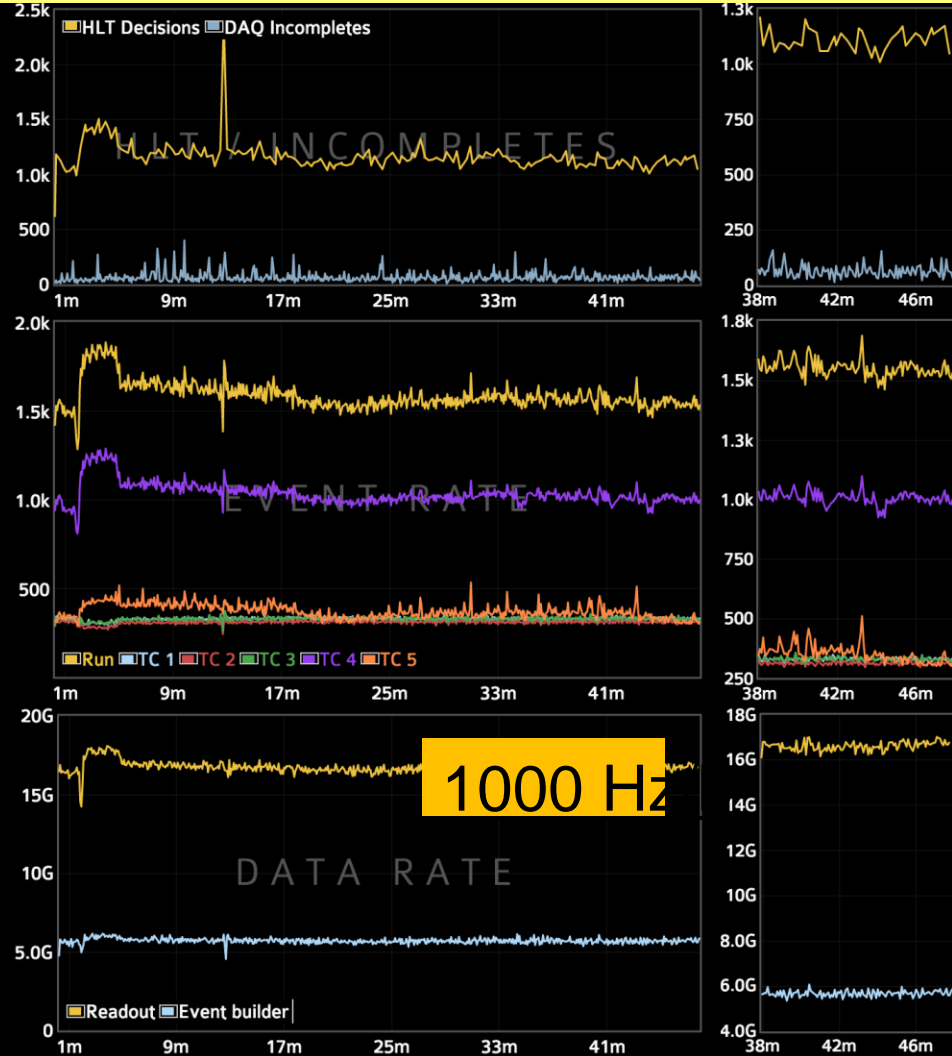 2.5k
HLT Decisions DAQ Incompletes
2.0k
1.5k
HLT / INCOMPLETES
1.0k
500
0
1m 9m 17m 25m 33m 41m
1.3k
1.0k
750
500
250
0
38m 42m 46m
2.0k
1.5k
1.0k
EVENT RATE
500
Run TC 1 TC 2 TC 3 TC 4 TC 5
1m 9m 17m 25m 33m 41m
1.8k
1.5k
1.3k
1.0k
750
500
250
38m 42m 46m
20G
1000 Hz
15G
DATA RATE
10G
5.0G
Readout Event builder
0
1m 9m 17m 25m 33m 41m
18G
16G
14G
12G
10G
8.0G
6.0G
4.0G
38m 42m 46m